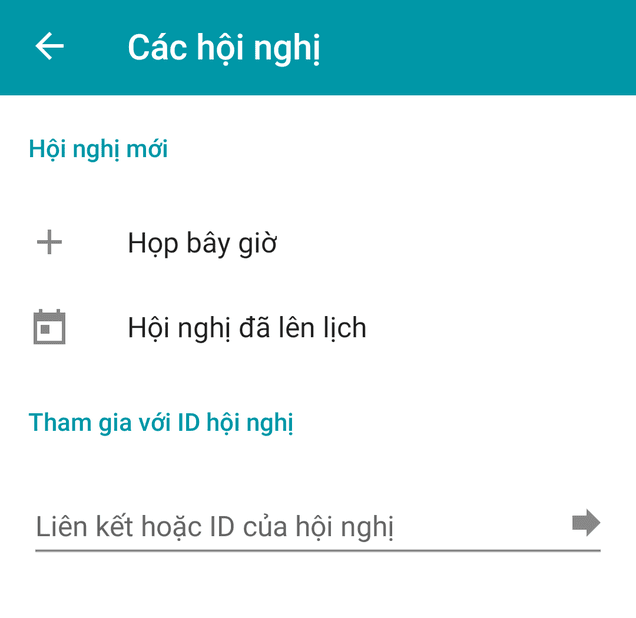 Các hội nghị
Hội nghị mới
Họp bây giờ
Hội nghị đã lên lịch
Tham gia với ID hội nghị
Liên kết hoặc ID của hội nghị